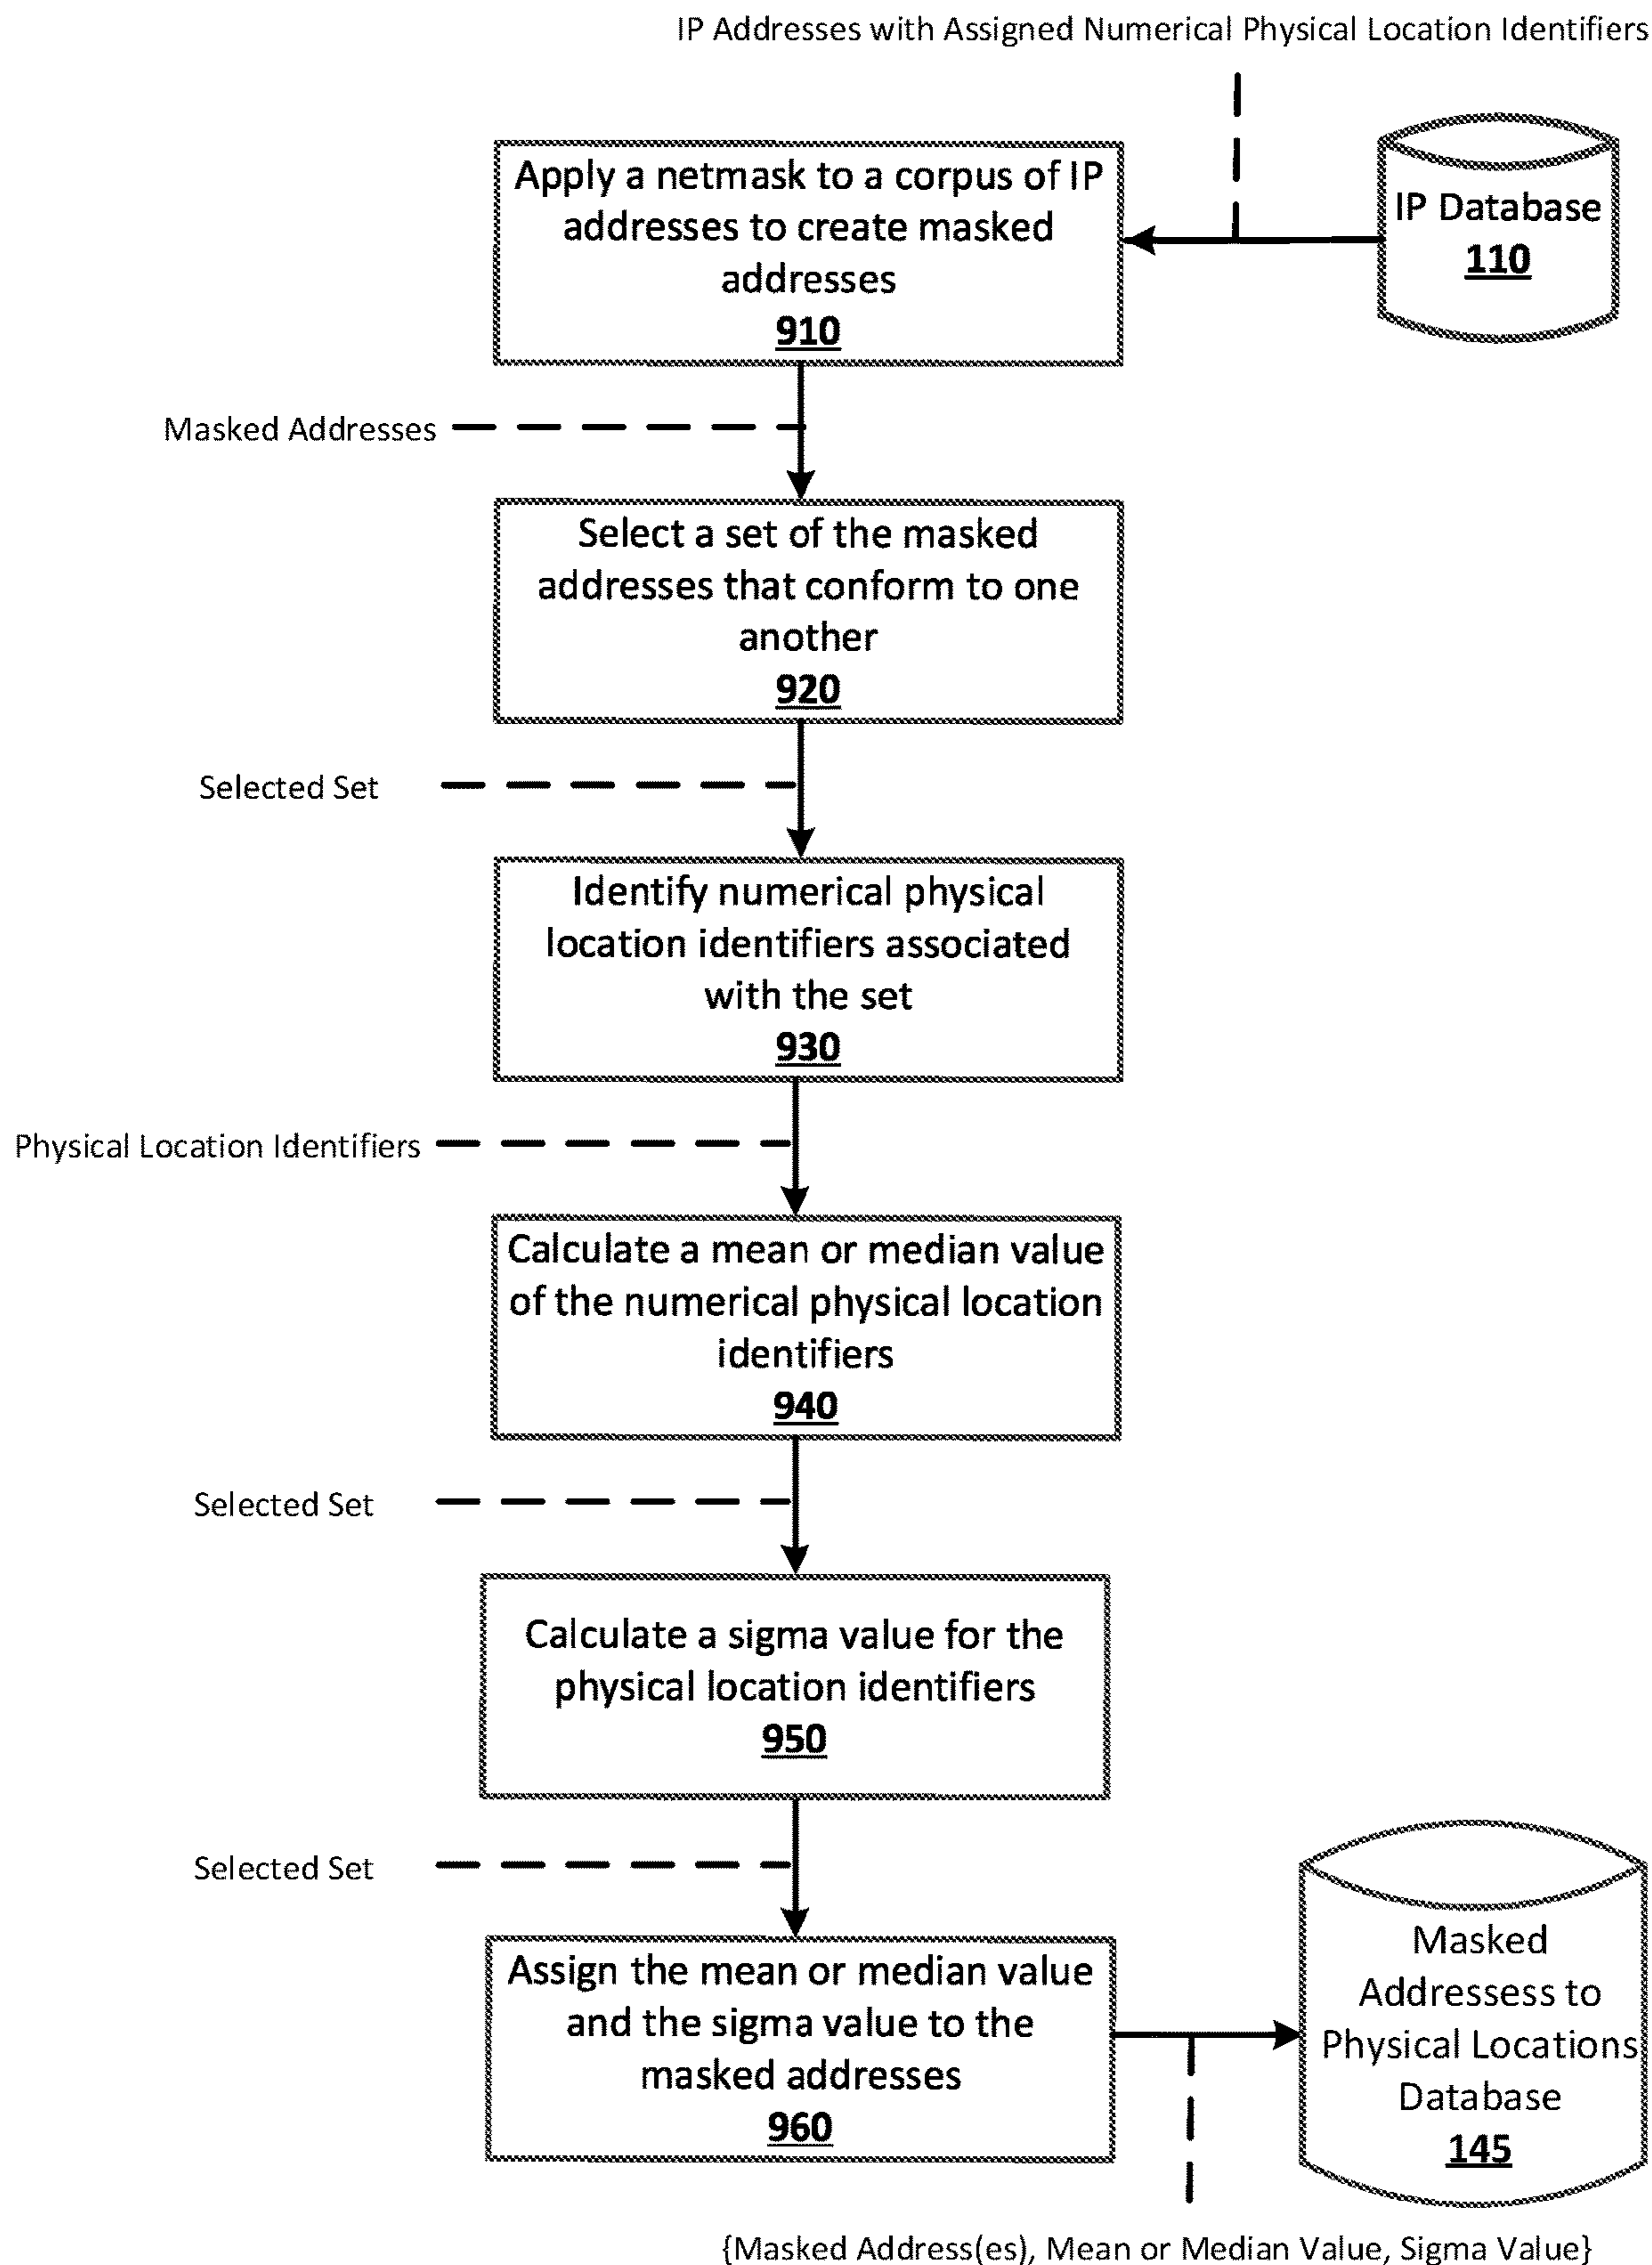 IP Addresses with Assigned Numerical Physical Location Identifiers
Apply a netmask to a corpus of IP
addresses to create masked
addresses
910
IP Database
110
Masked Addresses
Select a set of the masked
addresses that conform to one
another
920
Selected Set
Identify numerical physical
location identifiers associated
with the set
930
Physical Location Identifiers
Calculate a mean or median value
of the numerical physical location
identifiers
940
Selected Set
Calculate a sigma value for the
physical location identifiers
950
Selected Set
Assign the mean or median value
and the sigma value to the
masked addresses
960
Masked
Addressess to
Physical Locations
Database
145
{Masked Address(es), Mean or Median Value, Sigma Value}